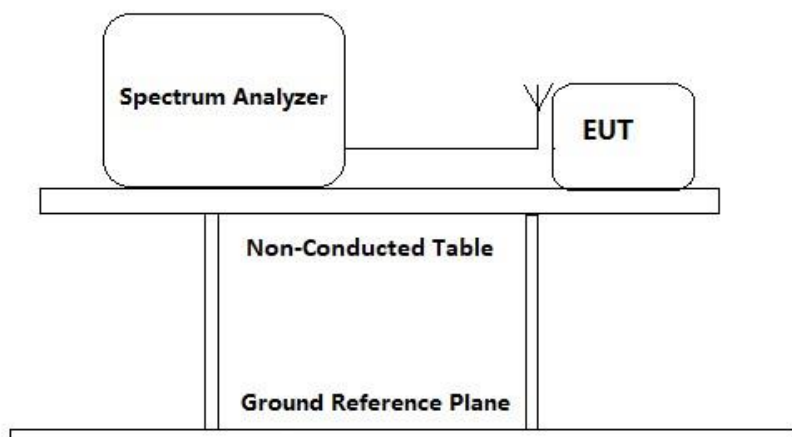 Spectrum Analyzer
EUT
Non-Conducted Table
Ground Reference Plane